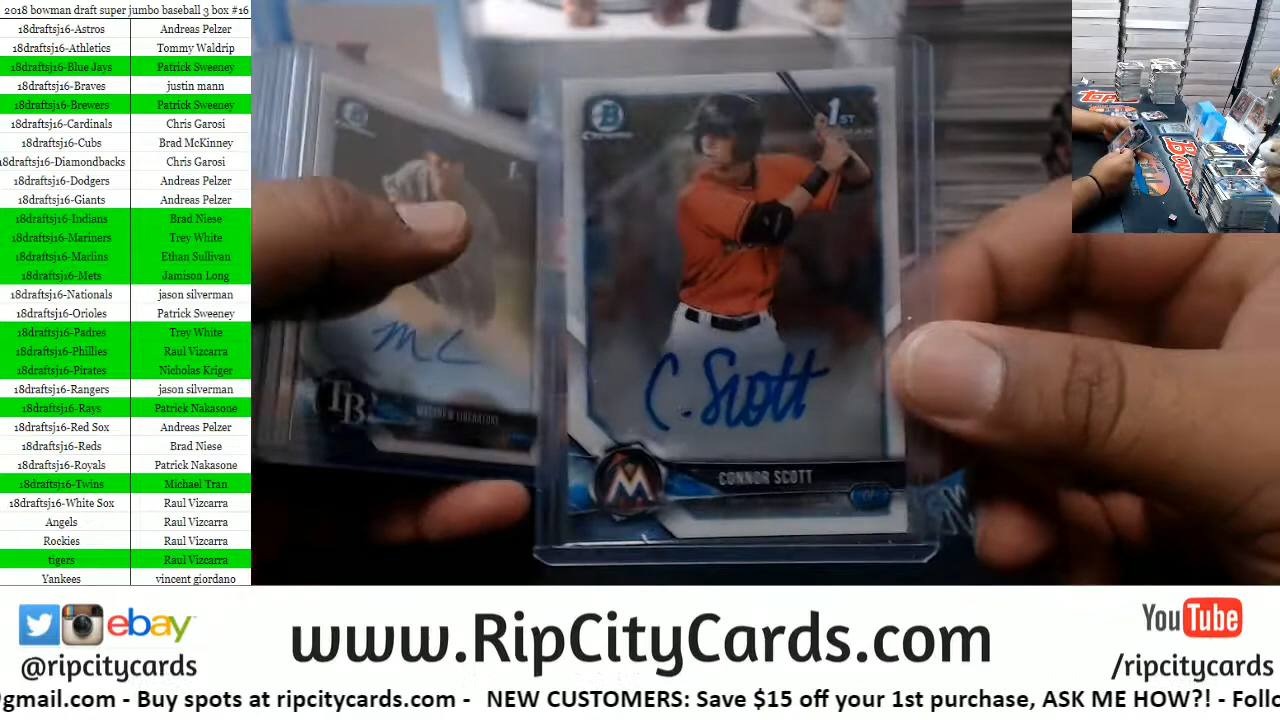 2018 bowman draft super jumbo baseball 3 box #16
18draftsj16-Astros Andreas Pelzer
18draftsj16-Athletics Tommy Waldrip
18draftsj16-Blue Jays Patrick Sweeney
18draftsj16-Braves justin mann
18draftsj16-Brewers Patrick Sweeney
18draftsj16-Cardinals Chris Garosi
18draftsj16-Cubs Brad McKinney
18draftsj16-Diamondbacks Chris Garosi
18draftsj16-Dodgers Andreas Pelzer
18draftsj16-Giants Andreas Pelzer
18draftsj16-Indians Brad Niese
18draftsj16-Mariners Trey White
18draftsj16-Marlins Ethan Sullivan
18draftsj16-Mets Jamison Long
18draftsj16-Nationals jason silverman
18draftsj16-Orioles Patrick Sweeney
18draftsj16-Padres Trey White
18draftsj16-Phillies Raul Vizcarra
18draftsj16-Pirates Nicholas Kriger
18draftsj16-Rangers jason silverman
18draftsj16-Rays Patrick Nakasone
18draftsj16-Red Sox Andreas Pelzer
18draftsj16-Reds Brad Niese
18draftsj16-Royals Patrick Nakasone
18draftsj16-Twins Michael Tran
18draftsj16-White Sox Raul Vizcarra
Angels Raul Vizcarra
Rockies Raul Vizcarra
tigers Raul Vizcarra
Yankees vincent giordano
B
1ST
C. Scott
M
CONNOR SCOTT
TB
MATTHEW LIBERATORE
Topps
ebay
@ripcitycards
www.RipCityCards.com
YouTube
/ripcitycards
@gmail.com - Buy spots at ripcitycards.com - NEW CUSTOMERS: Save $15 off your 1st purchase, ASK ME HOW?! - Follo